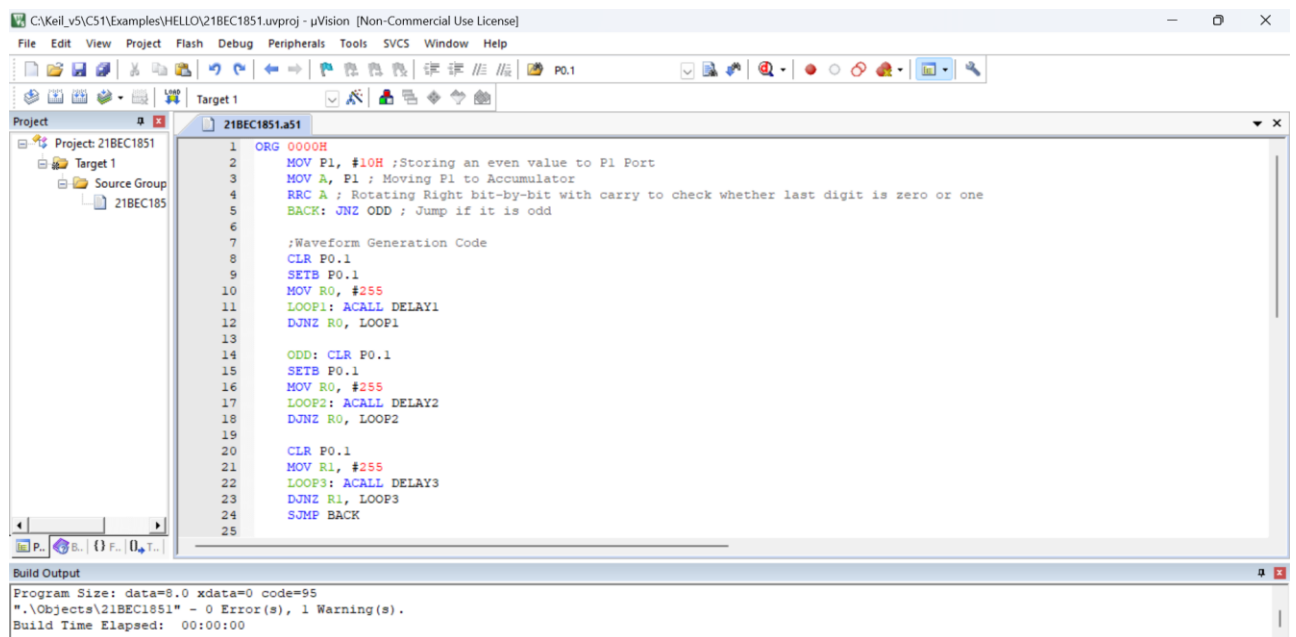 C:\Keil_v5\C51\Examples\HELLO\21BEC1851.uvproj - µVision [Non-Commercial Use License]
File Edit View Project Flash Debug Peripherals Tools SVCS Window Help
P0.1
LOAD Target 1
Project
21BEC1851.a51
Project: 21BEC1851
Target 1
Source Group
21BEC185
1 ORG 0000H
2 MOV P1, #10H ;Storing an even value to P1 Port
3 MOV A, P1 ; Moving P1 to Accumulator
4 RRC A ; Rotating Right bit-by-bit with carry to check whether last digit is zero or one
5 BACK: JNZ ODD ; Jump if it is odd
6
7 ;Waveform Generation Code
8 CLR P0.1
9 SETB P0.1
10 MOV R0, #255
11 LOOP1: ACALL DELAY1
12 DJNZ R0, LOOP1
13
14 ODD: CLR P0.1
15 SETB P0.1
16 MOV R0, #255
17 LOOP2: ACALL DELAY2
18 DJNZ R0, LOOP2
19
20 CLR P0.1
21 MOV R1, #255
22 LOOP3: ACALL DELAY3
23 DJNZ R1, LOOP3
24 SJMP BACK
25
P... B... {} F... 0 T...
Build Output
Program Size: data=8.0 xdata=0 code=95
".\Objects\21BEC1851" - 0 Error(s), 1 Warning(s).
Build Time Elapsed: 00:00:00